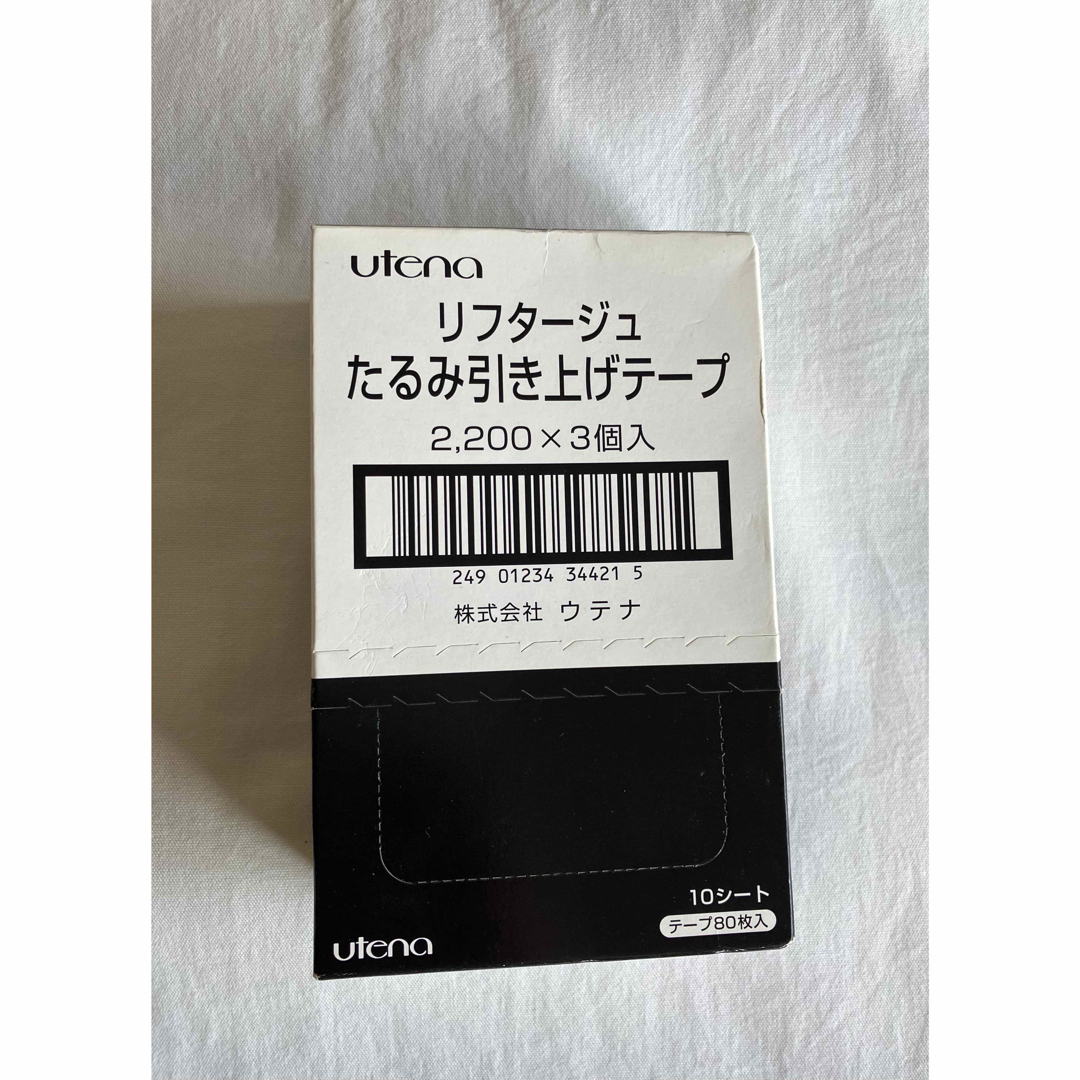 utena
リフタージュ
たるみ引き上げテープ
2,200×3個入
249 01234 34421 5
株式会社 ウテナ
10シート
テープ80枚入
utena